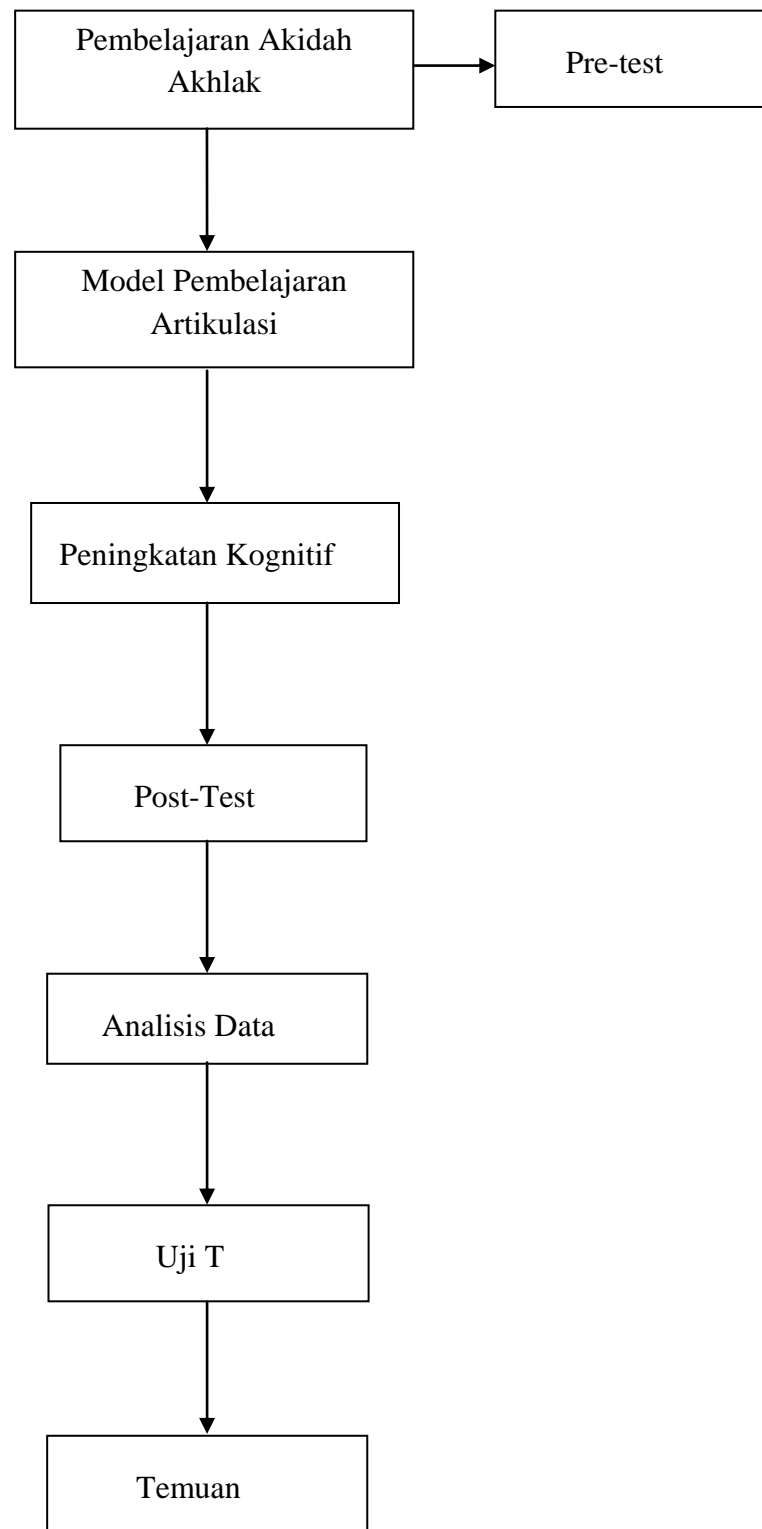 Pembelajaran Akidah
Akhlak
Pre-test
Model Pembelajaran
Artikulasi
Peningkatan Kognitif
Post-Test
Analisis Data
Uji T
Temuan